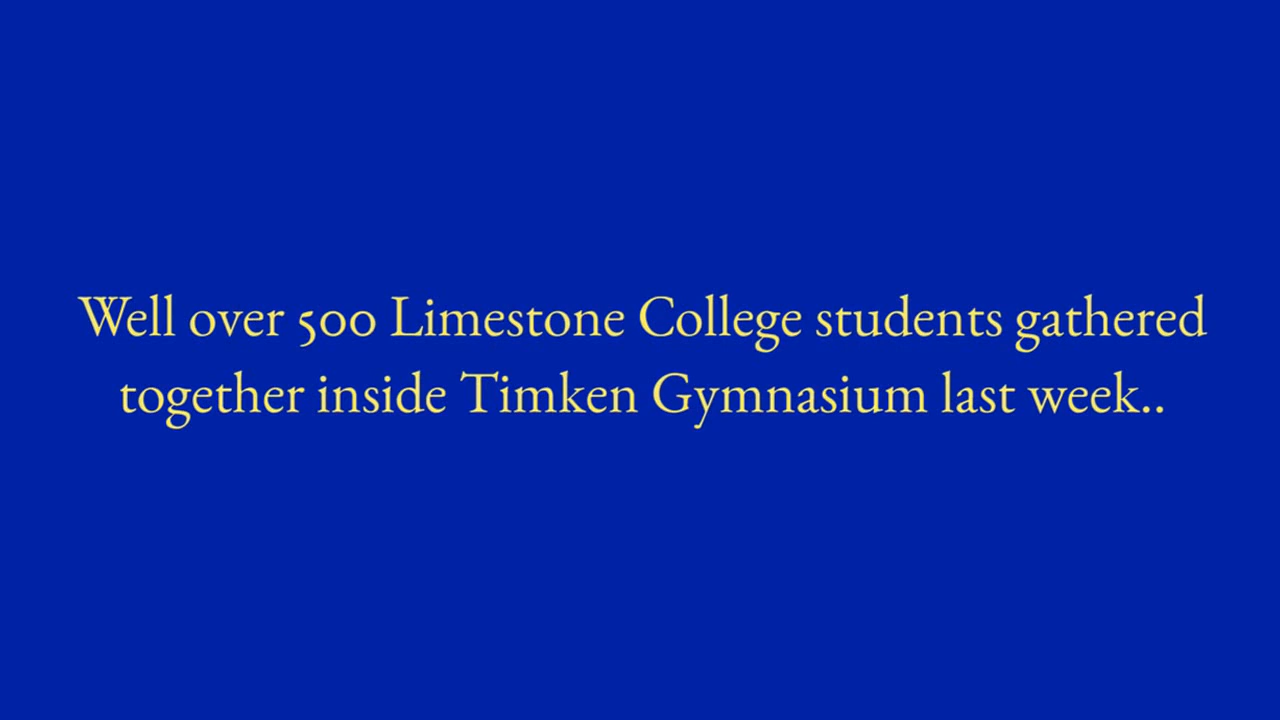 Well over 500 Limestone College students gathered
together inside Timken Gymnasium last week..